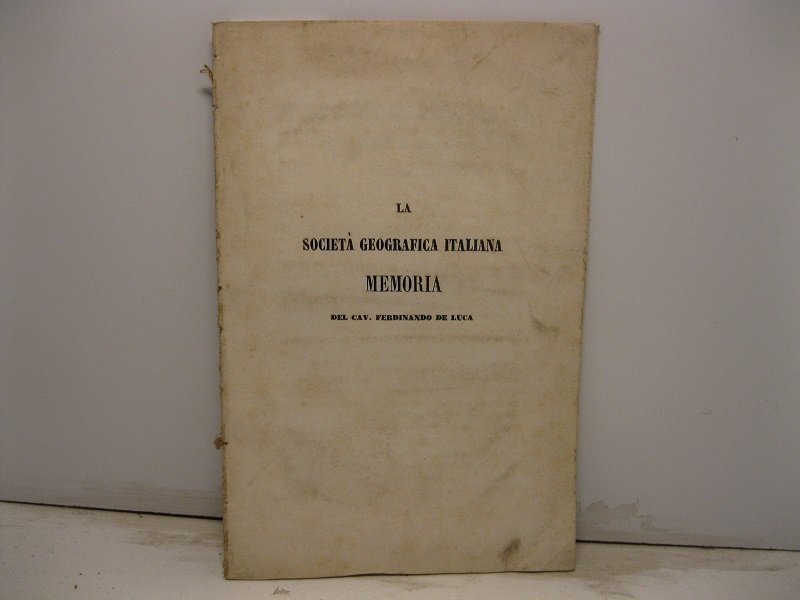 LA
SOCIETÀ GEOGRAFICA ITALIANA
MEMORIA
DEL CAV. FERDINANDO DE LUCA